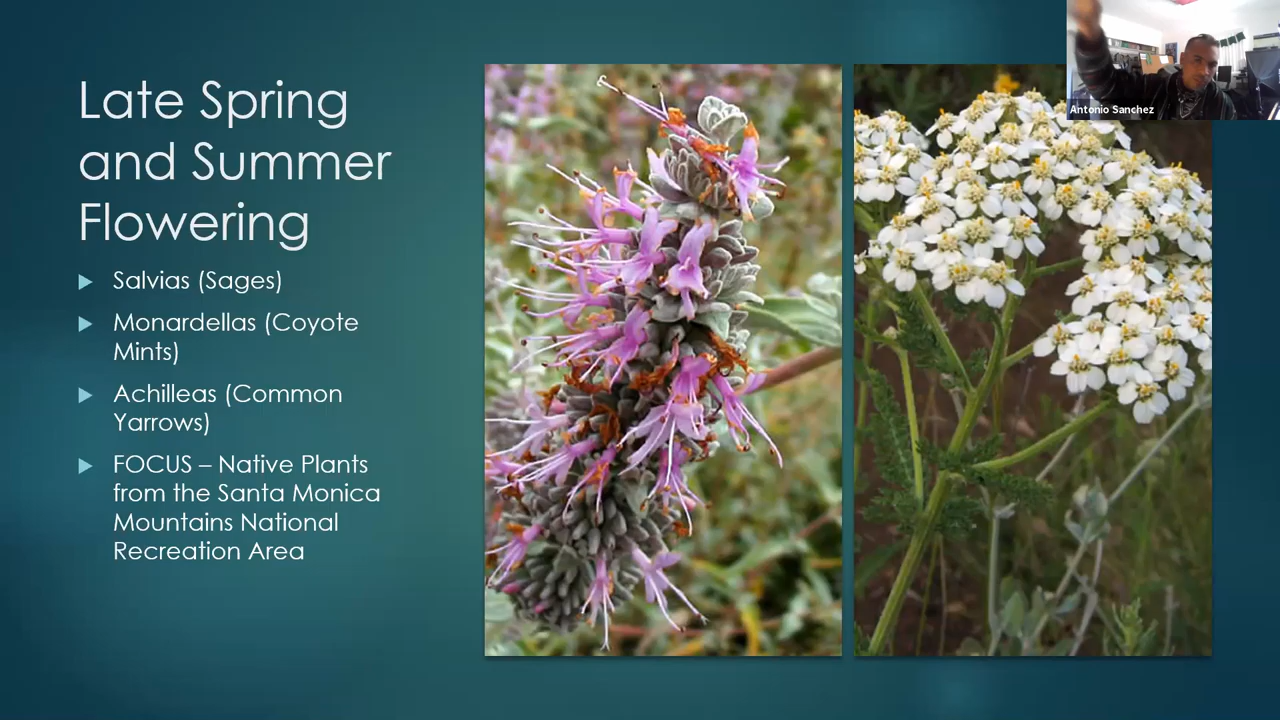 Late Spring
and Summer
Flowering
Salvias (Sages)
Monardellas (Coyote
Mints)
Achilleas (Common
Yarrows)
FOCUS – Native Plants
from the Santa Monica
Mountains National
Recreation Area
Antonio Sanchez